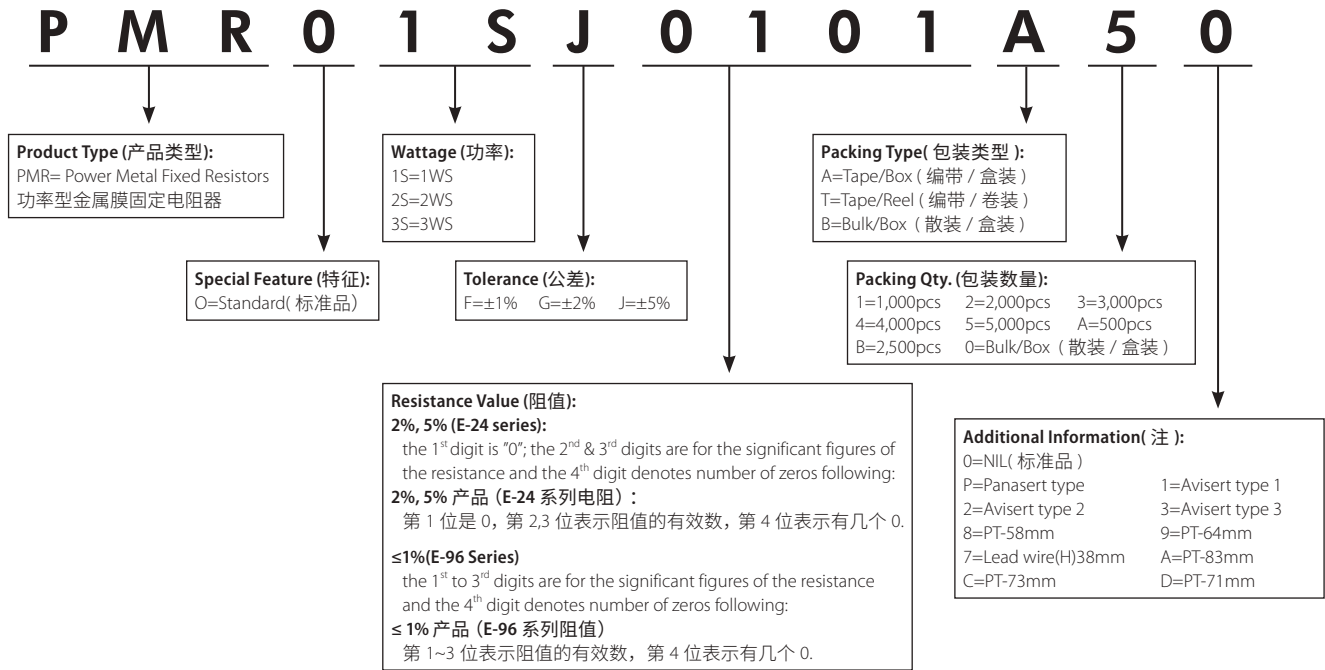 P M R 0 1 S J 0 1 0 1 A 5 0
Product Type (产品类型):
PMR= Power Metal Fixed Resistors
功率型金属膜固定电阻器
Wattage (功率):
1S=1WS
2S=2WS
3S=3WS
Packing Type( 包装类型 ):
A=Tape/Box ( 编带 / 盒装 )
T=Tape/Reel ( 编带 / 卷装 )
B=Bulk/Box ( 散装 / 盒装 )
Special Feature (特征):
O=Standard( 标准品)
Tolerance (公差):
F=±1% G=±2% J=±5%
Packing Qty. (包装数量):
1=1,000pcs 2=2,000pcs 3=3,000pcs
4=4,000pcs 5=5,000pcs A=500pcs
B=2,500pcs 0=Bulk/Box ( 散装 / 盒装 )
Resistance Value (阻值):
2%, 5% (E-24 series):
the 1st digit is "0"; the 2nd & 3rd digits are for the significant figures of
the resistance and the 4th digit denotes number of zeros following:
2%, 5% 产品 (E-24 系列电阻) :
第 1 位是 0, 第 2,3 位表示阻值的有效数, 第 4 位表示有几个 0.
≤1%(E-96 Series)
the 1st to 3rd digits are for the significant figures of the resistance
and the 4th digit denotes number of zeros following:
≤ 1% 产品 (E-96 系列阻值)
第 1~3 位表示阻值的有效数, 第 4 位表示有几个 0.
Additional Information( 注 ):
0=NIL( 标准品 )
P=Panasert type 1=Avisert type 1
2=Avisert type 2 3=Avisert type 3
8=PT-58mm 9=PT-64mm
7=Lead wire(H)38mm A=PT-83mm
C=PT-73mm D=PT-71mm